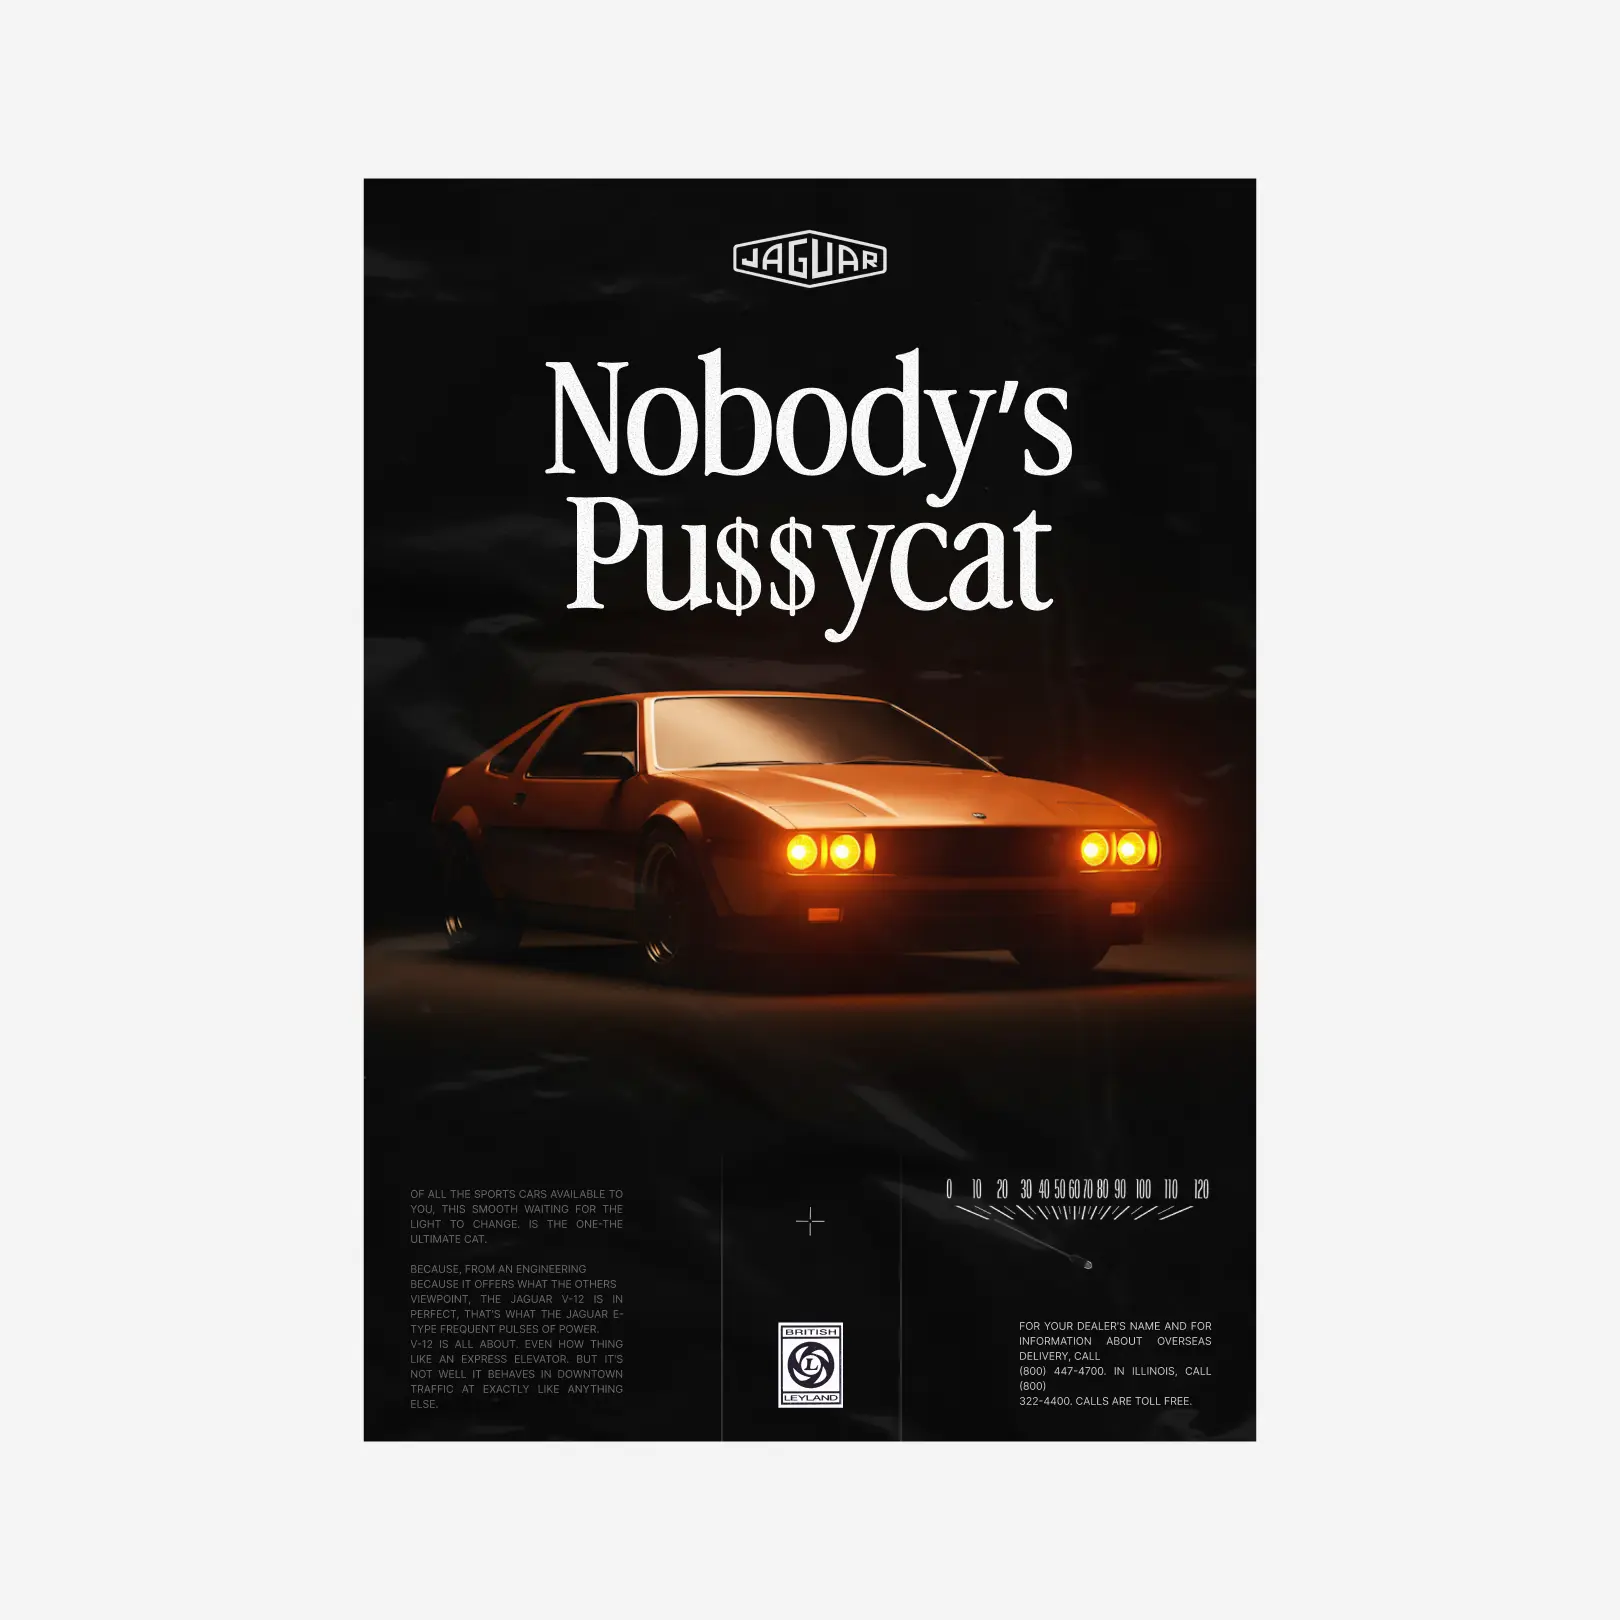 JAGUAR
Nobody's
Pu$$ycat
OF ALL THE SPORTS CARS AVAILABLE TO
YOU, THIS SMOOTH WAITING FOR THE
LIGHT TO CHANGE. IS THE ONE-THE
ULTIMATE CAT.
BECAUSE, FROM AN ENGINEERING
BECAUSE IT OFFERS WHAT THE OTHERS
VIEWPOINT, THE JAGUAR V-12 IS IN
PERFECT, THAT'S WHAT THE JAGUAR E-
TYPE FREQUENT PULSES OF POWER.
V-12 IS ALL ABOUT. EVEN HOW THING
LIKE AN EXPRESS ELEVATOR. BUT IT'S
NOT WELL IT BEHAVES IN DOWNTOWN
TRAFFIC AT EXACTLY LIKE ANYTHING
ELSE.
BRITISH
L
LEYLAND
0 10 20 30 40 50 60 70 80 90 100 110 120
FOR YOUR DEALER'S NAME AND FOR
INFORMATION ABOUT OVERSEAS
DELIVERY, CALL
(800) 447-4700. IN ILLINOIS, CALL
(800)
322-4400. CALLS ARE TOLL FREE.